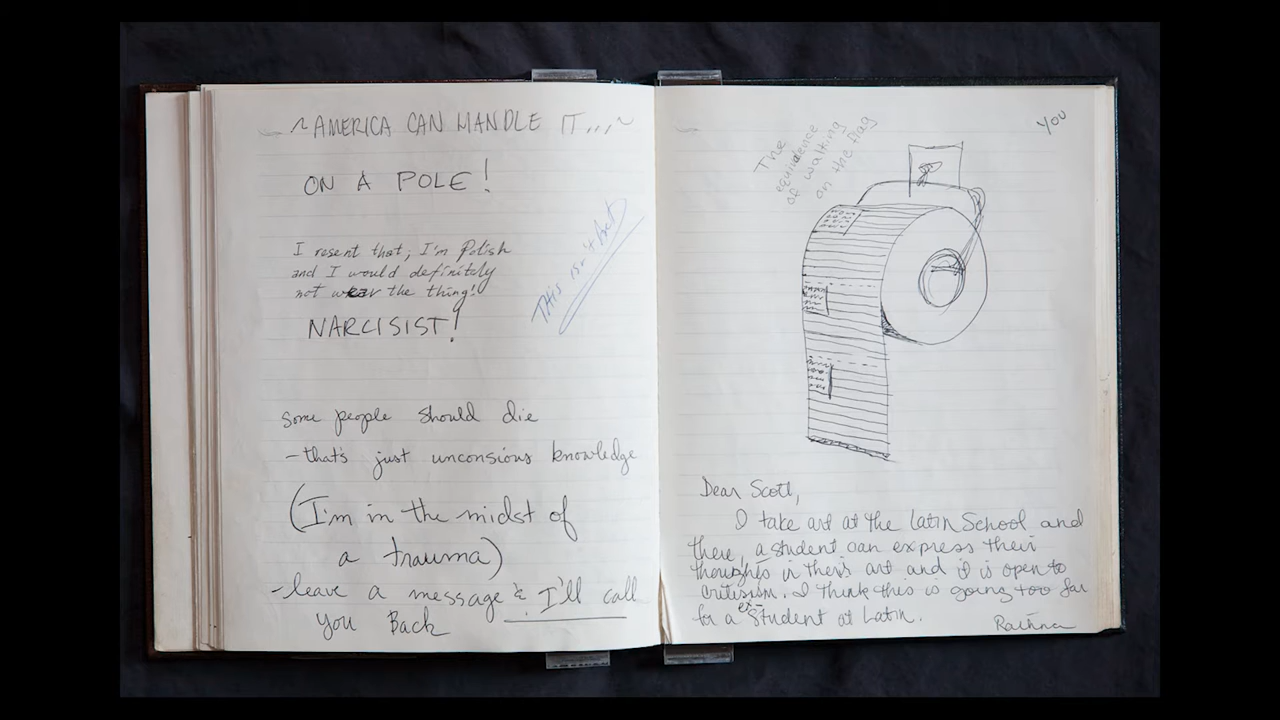 ~AMERICA CAN HANDLE IT...~
ON A POLE!
I resent that, I'm Polish
and I would definitely
not wear the thing!
NARCISIST!
This isn't Art
some people should die
-that's just unconsious knowledge
(I'm in the midst of
a trauma)
-leave a message & I'll call
you Back
YOU
The
equivalence
of walking
on the flag
Dear Scott,
I take art at the Latin School and
there, a student can express their
thoughts in their art and it is open to
critisism. I think this is going too far
for a ex-student at Latin.